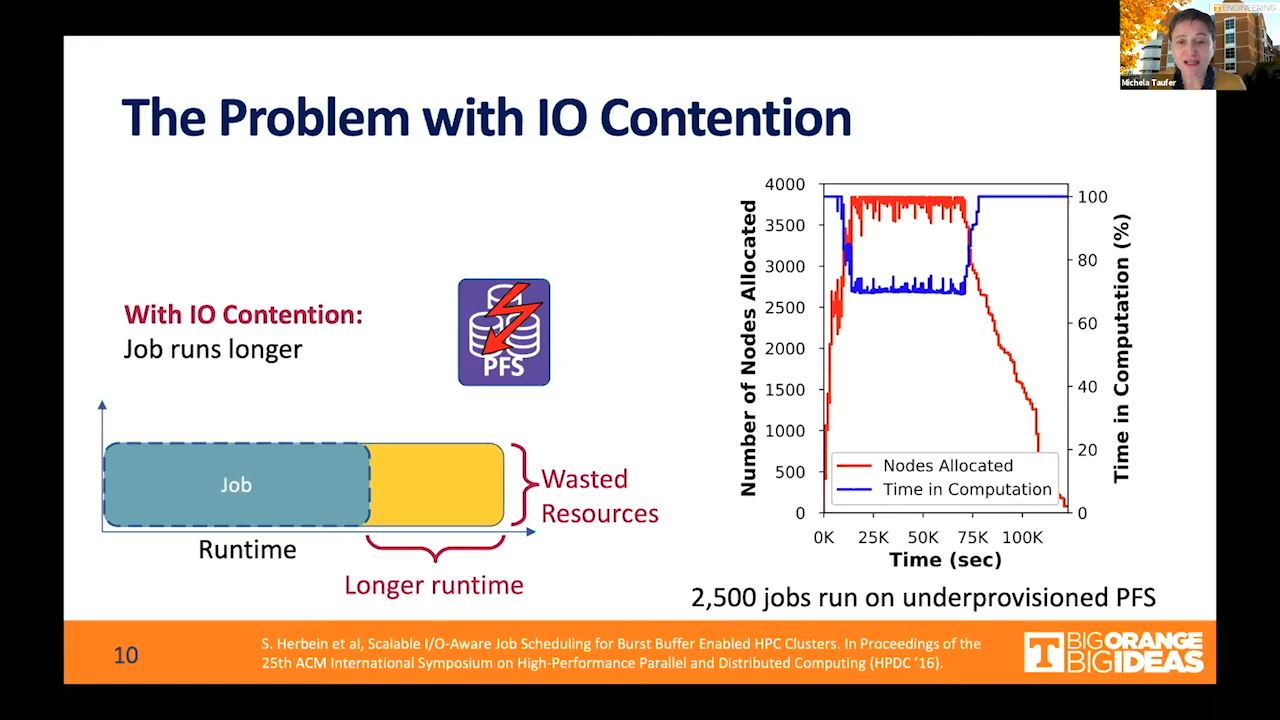 ENGINEERING
Michela Taufer
The Problem with IO Contention
With IO Contention:
Job runs longer
PFS
Job
Runtime
Wasted
Resources
Longer runtime
Number of Nodes Allocated
4000
3500
3000
2500
2000
1500
1000
500
0
100
80
60
40
20
0
Time in Computation (%)
Nodes Allocated
Time in Computation
0K 25K 50K 75K 100K
Time (sec)
2,500 jobs run on underprovisioned PFS
10
S. Herbein et al, Scalable I/O-Aware Job Scheduling for Burst Buffer Enabled HPC Clusters. In Proceedings of the
25th ACM International Symposium on High-Performance Parallel and Distributed Computing (HPDC ’16).
T
BIG ORANGE
BIG IDEAS